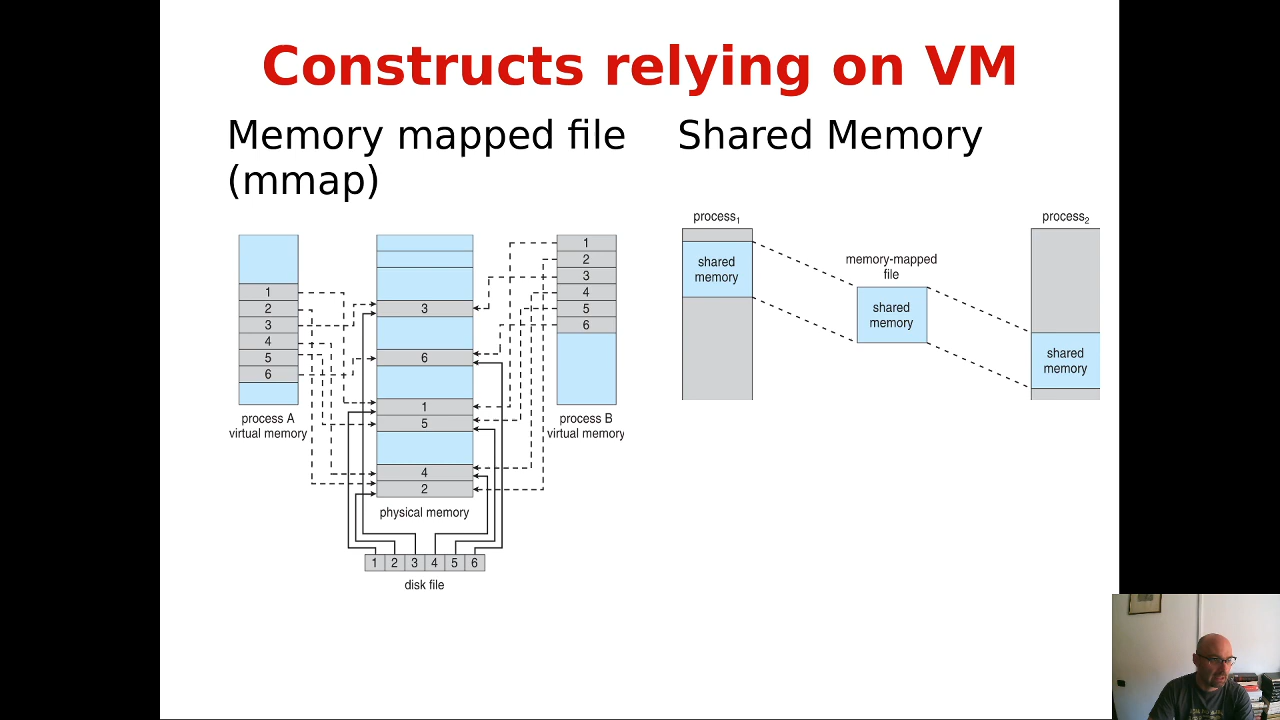 Constructs relying on VM
Memory mapped file
(mmap)
1
2
3
4
5
6
process A
virtual memory
3
6
1
5
4
2
physical memory
1 2 3 4 5 6
disk file
1
2
3
4
5
6
process B
virtual memory
Shared Memory
process1
shared
memory
memory-mapped
file
shared
memory
process2
shared
memory